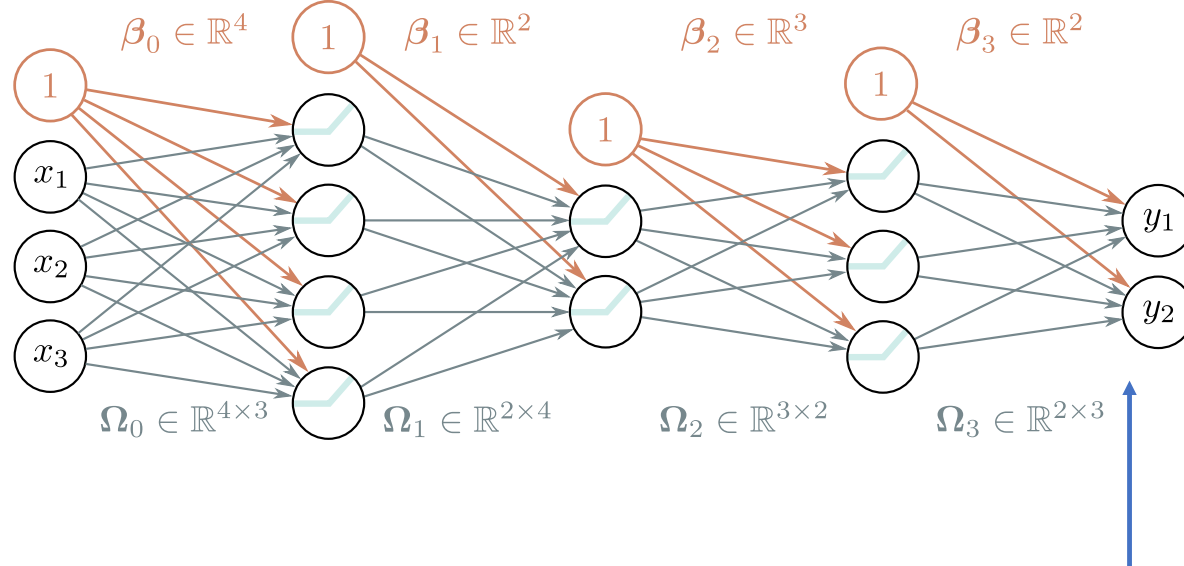 β₀ ∈ ℝ⁴ β₁ ∈ ℝ² β₂ ∈ ℝ³ β₃ ∈ ℝ²
1 1 1 1
x₁
x₂
x₃
y₁
y₂
Ω₀ ∈ ℝ⁴ˣ³ Ω₁ ∈ ℝ²ˣ⁴ Ω₂ ∈ ℝ³ˣ² Ω₃ ∈ ℝ²ˣ³